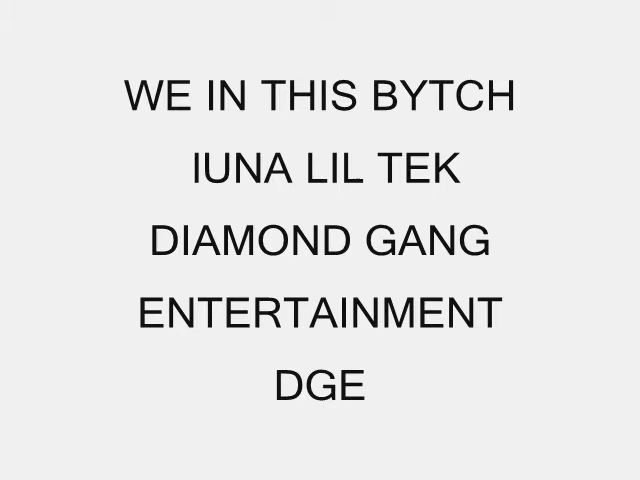 WE IN THIS BYTCH
IUNA LIL TEK
DIAMOND GANG
ENTERTAINMENT
DGE